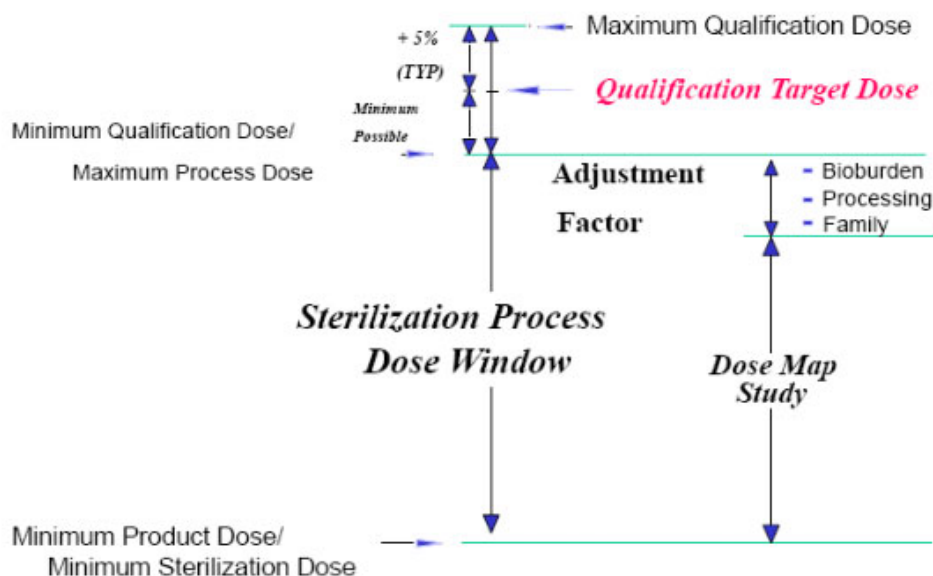 + 5%
(TYP)
Maximum Qualification Dose
Qualification Target Dose
Minimum
Possible
Minimum Qualification Dose/
Maximum Process Dose
Adjustment
Factor
- Bioburden
- Processing
- Family
Sterilization Process
Dose Window
Dose Map
Study
Minimum Product Dose/
Minimum Sterilization Dose